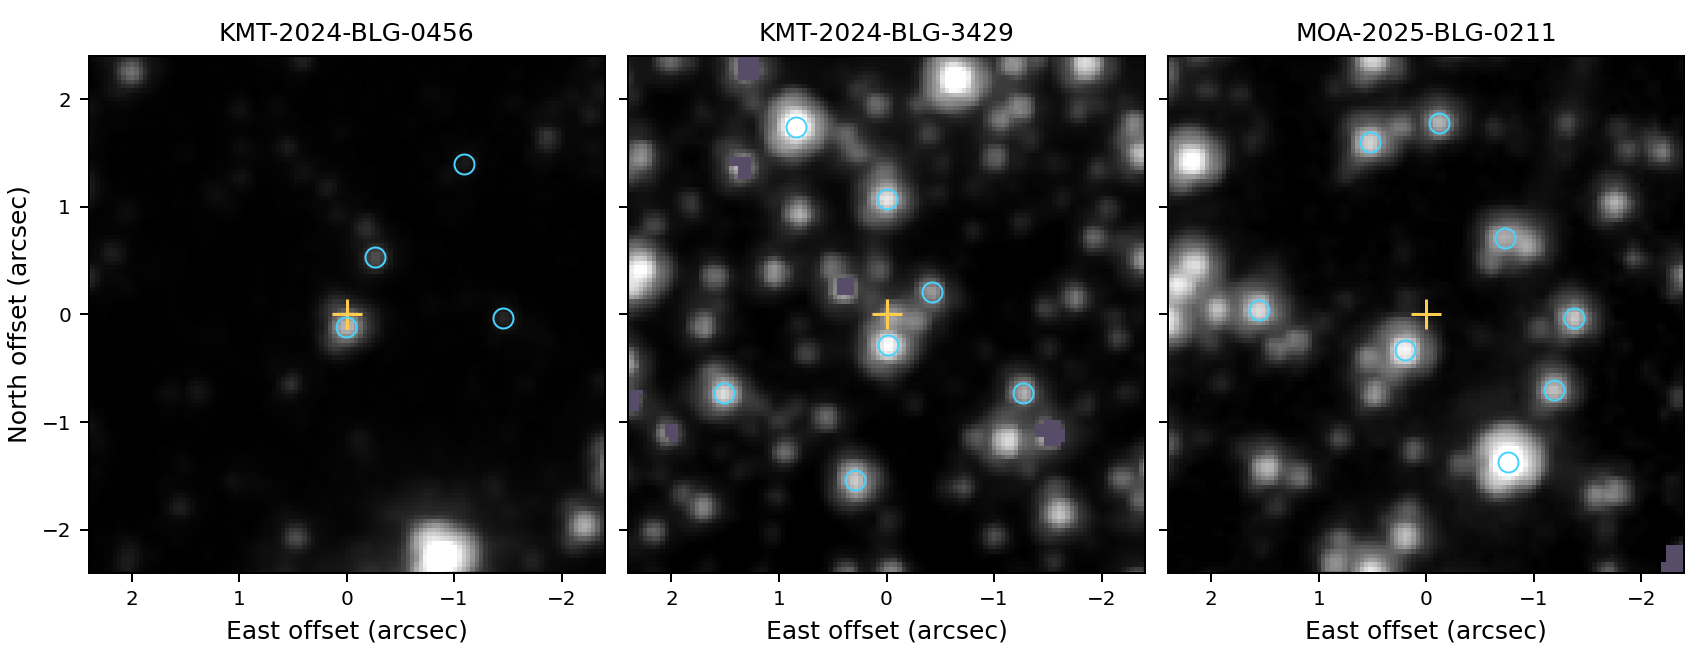 KMT-2024-BLG-0456 KMT-2024-BLG-3429 MOA-2025-BLG-0211
North offset (arcsec)
2
1
0
−1
−2
2 1 0 −1 −2 2 1 0 −1 −2 2 1 0 −1 −2
East offset (arcsec) East offset (arcsec) East offset (arcsec)